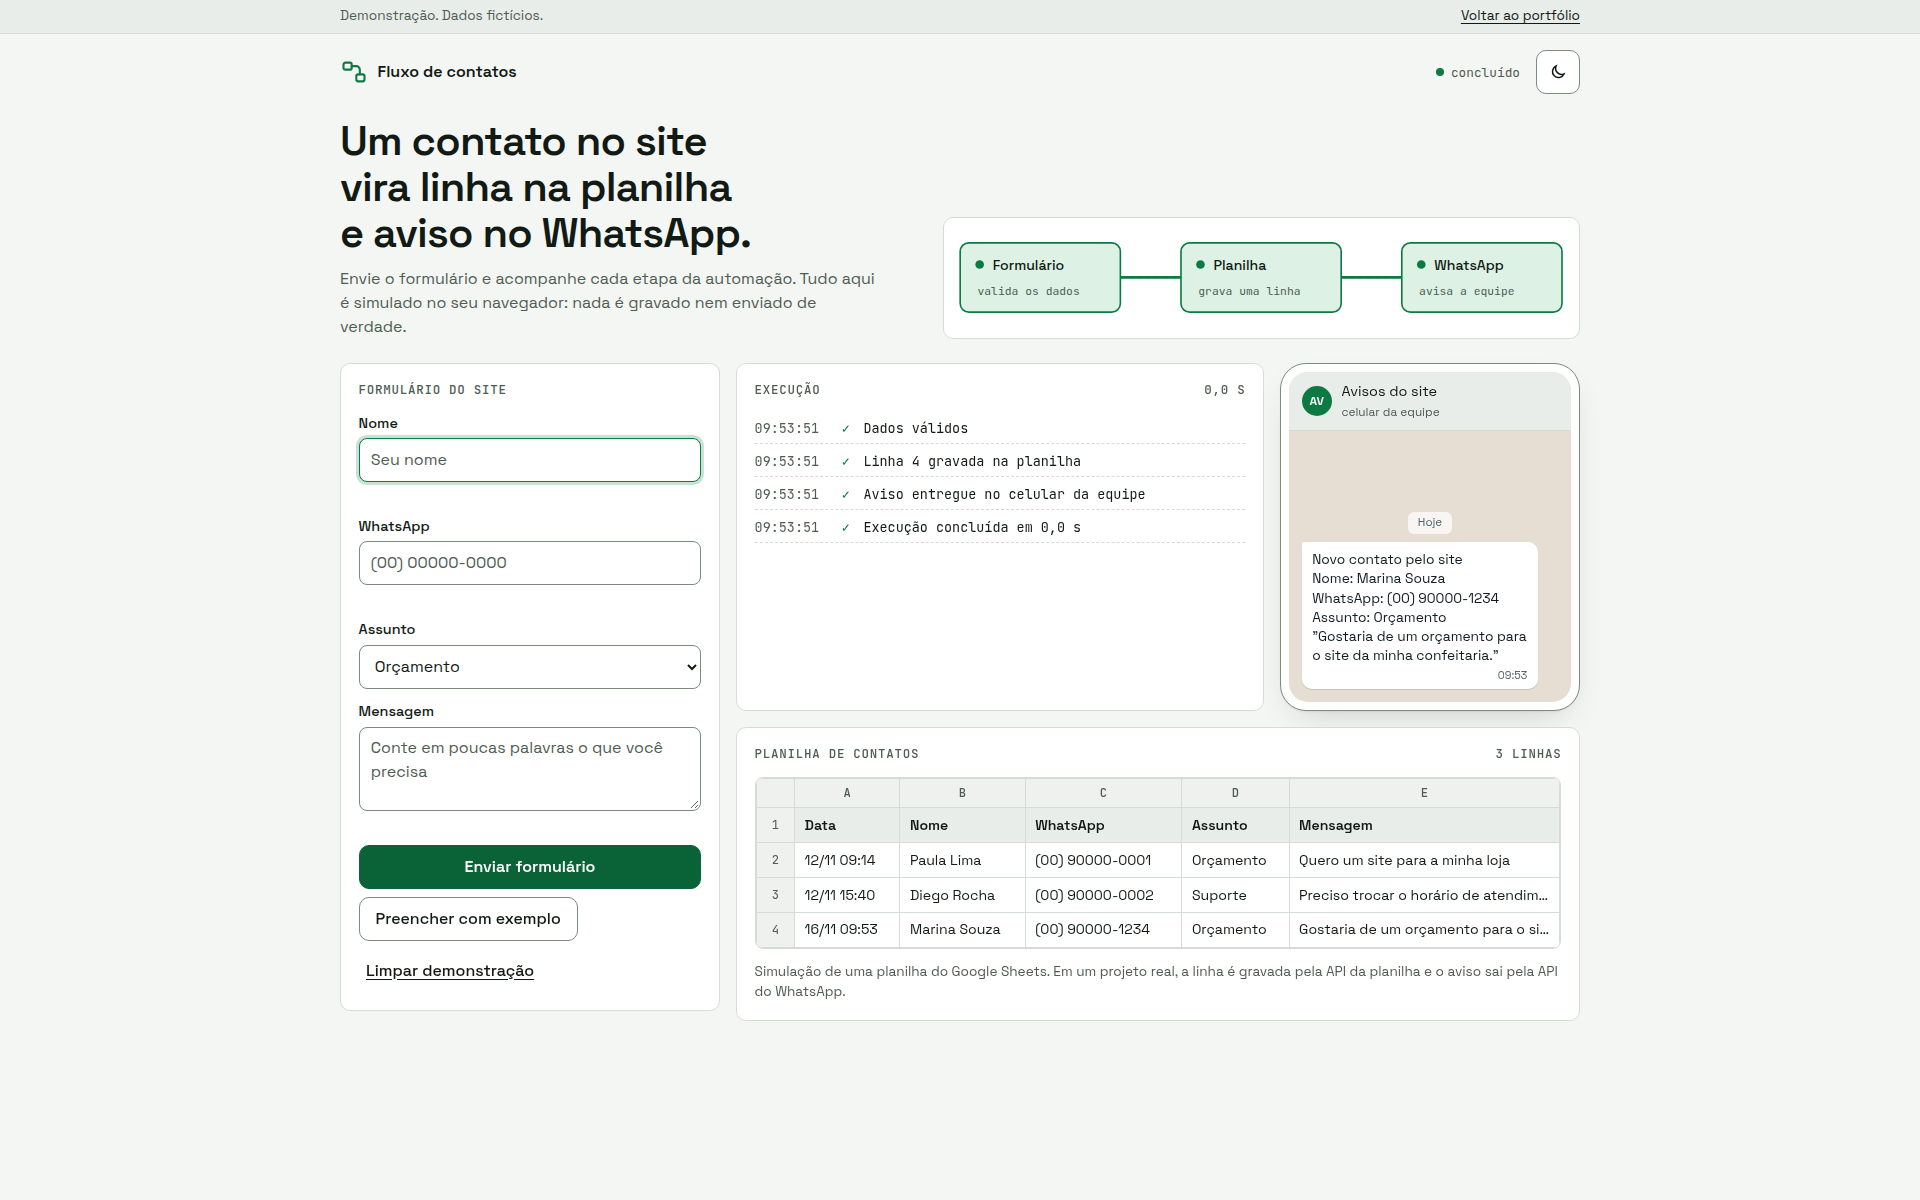 Demonstração. Dados fictícios.
Voltar ao portfólio
Fluxo de contatos
concluído
Um contato no site
vira linha na planilha
e aviso no WhatsApp.
Envie o formulário e acompanhe cada etapa da automação. Tudo aqui
é simulado no seu navegador: nada é gravado nem enviado de
verdade.
Formulário
valida os dados
Planilha
grava uma linha
WhatsApp
avisa a equipe
FORMULÁRIO DO SITE
Nome
Seu nome
WhatsApp
(00) 00000-0000
Assunto
Orçamento
Mensagem
Conte em poucas palavras o que você
precisa
Enviar formulário
Preencher com exemplo
Limpar demonstração
EXECUÇÃO
0,0 S
09:53:51 ✓ Dados válidos
09:53:51 ✓ Linha 4 gravada na planilha
09:53:51 ✓ Aviso entregue no celular da equipe
09:53:51 ✓ Execução concluída em 0,0 s
AV
Avisos do site
celular da equipe
Hoje
Novo contato pelo site
Nome: Marina Souza
WhatsApp: (00) 90000-1234
Assunto: Orçamento
"Gostaria de um orçamento para
o site da minha confeitaria."
09:53
PLANILHA DE CONTATOS
3 LINHAS
A B C D E
1 Data Nome WhatsApp Assunto Mensagem
2 12/11 09:14 Paula Lima (00) 90000-0001 Orçamento Quero um site para a minha loja
3 12/11 15:40 Diego Rocha (00) 90000-0002 Suporte Preciso trocar o horário de atendim…
4 16/11 09:53 Marina Souza (00) 90000-1234 Orçamento Gostaria de um orçamento para o si…
Simulação de uma planilha do Google Sheets. Em um projeto real, a linha é gravada pela API da planilha e o aviso sai pela API
do WhatsApp.